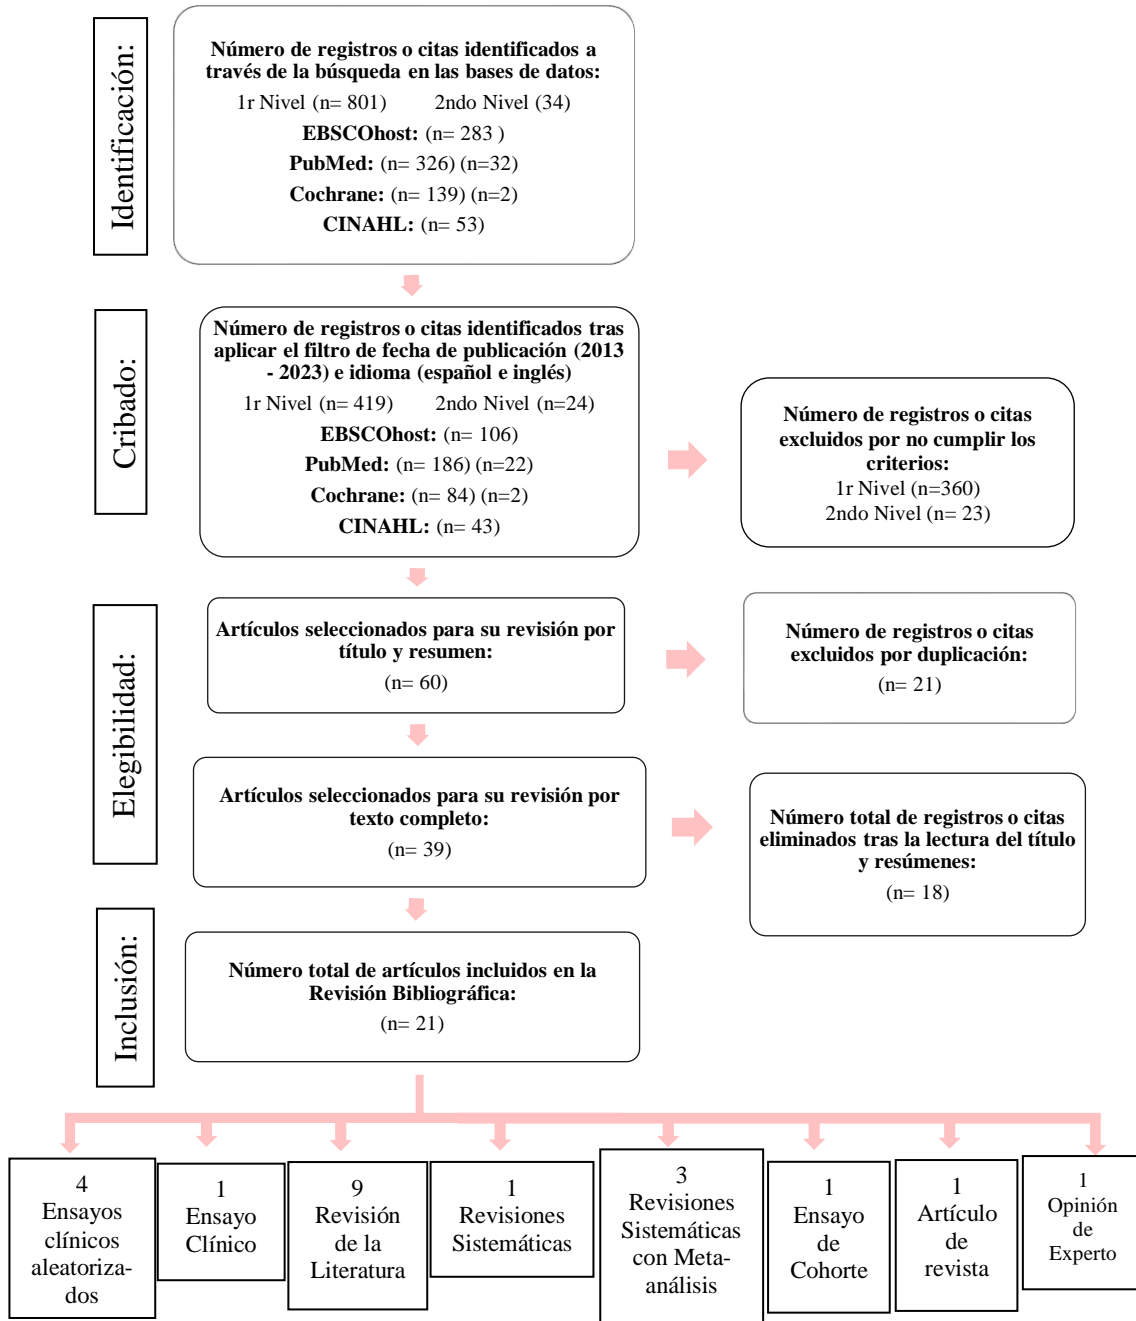 Identificación:
Número de registros o citas identificados a
través de la búsqueda en las bases de datos:
1r Nivel (n= 801) 2ndo Nivel (34)
EBSCOhost: (n= 283 )
PubMed: (n= 326) (n=32)
Cochrane: (n= 139) (n=2)
CINAHL: (n= 53)
Cribado:
Número de registros o citas identificados tras
aplicar el filtro de fecha de publicación (2013
- 2023) e idioma (español e inglés)
1r Nivel (n= 419) 2ndo Nivel (n=24)
EBSCOhost: (n= 106)
PubMed: (n= 186) (n=22)
Cochrane: (n= 84) (n=2)
CINAHL: (n= 43)
Número de registros o citas
excluidos por no cumplir los
criterios:
1r Nivel (n=360)
2ndo Nivel (n= 23)
Elegibilidad:
Artículos seleccionados para su revisión por
título y resumen:
(n= 60)
Número de registros o citas
excluidos por duplicación:
(n= 21)
Artículos seleccionados para su revisión por
texto completo:
(n= 39)
Número total de registros o citas
eliminados tras la lectura del título
y resúmenes:
(n= 18)
Inclusión:
Número total de artículos incluidos en la
Revisión Bibliográfica:
(n= 21)
4
Ensayos
clínicos
aleatoriza-
dos
1
Ensayo
Clínico
9
Revisión
de la
Literatura
1
Revisiones
Sistemáticas
3
Revisiones
Sistemáticas
con Meta-
análisis
1
Ensayo
de
Cohorte
1
Artículo
de
revista
1
Opinión
de
Experto